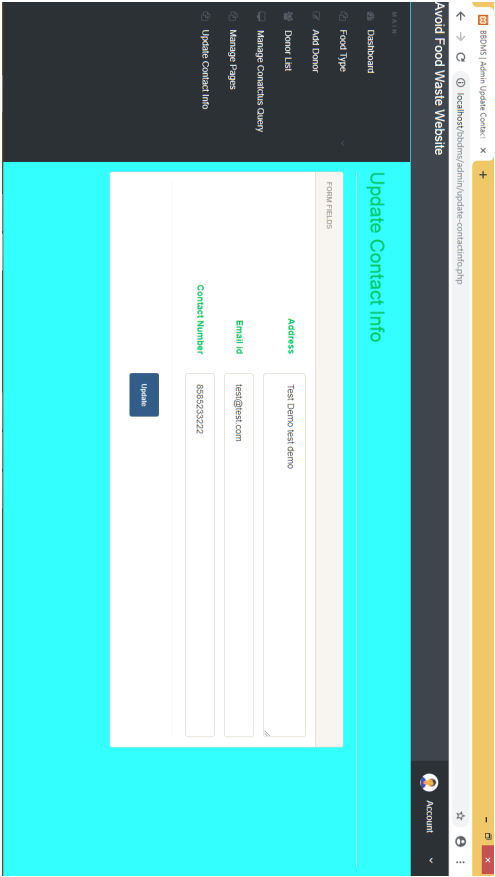 BBDMS | Admin Update Contact
localhost/bbdms/admin/update-contactinfo.php
Avoid Food Waste Website
Account
MAIN
Dashboard
Food Type
Add Donor
Donor List
Manage Conatctus Query
Manage Pages
Update Contact Info
Update Contact Info
FORM FIELDS
Address
Test Demo test demo
Email id
test@test.com
Contact Number
8585233222
Update